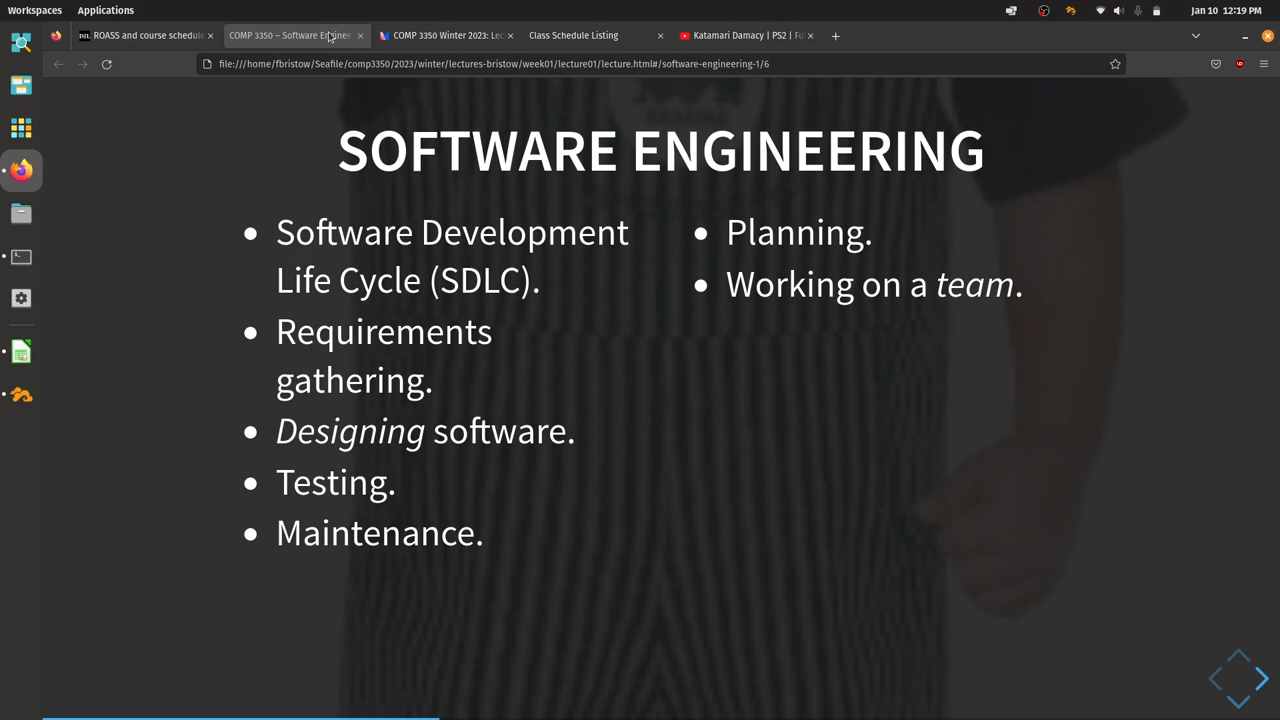 Workspaces Applications Jan 10 12:19 PM
ROASS and course schedul COMP 3350 – Software Enginee COMP 3350 Winter 2023: Lec Class Schedule Listing Katamari Damacy | PS2 | Fu
file:///home/fbristow/Seafile/comp3350/2023/winter/lectures-bristow/week01/lecture01/lecture.html#/software-engineering-1/6
SOFTWARE ENGINEERING
• Software Development
Life Cycle (SDLC).
• Requirements
gathering.
• Designing software.
• Testing.
• Maintenance.
• Planning.
• Working on a team.